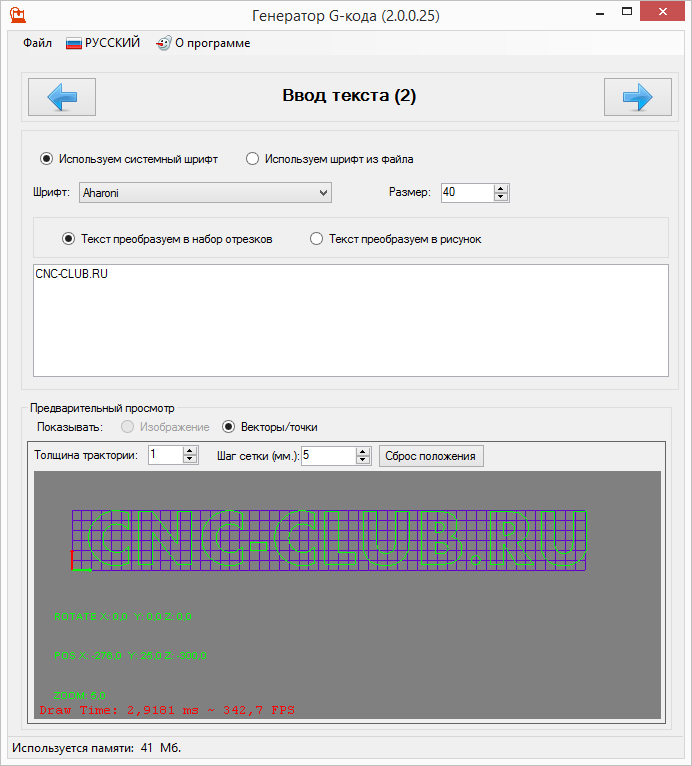 Генератор G-кода (2.0.0.25)
Файл РУССКИЙ О программе
Ввод текста (2)
Используем системный шрифт Используем шрифт из файла
Шрифт: Aharoni Размер: 40
Текст преобразуем в набор отрезков Текст преобразуем в рисунок
CNC-CLUB.RU
Предварительный просмотр
Показывать: Изображение Векторы/точки
Толщина трактории: 1 Шаг сетки (мм.): 5 Сброс положения
CNC-CLUB.RU
ROTATE X: 0,0 Y: 0,0 Z: 0,0
POS X: -275,0 Y: 25,0 Z: -300,0
ZOOM: 5,0
Draw Time: 2,9181 ms ~ 342,7 FPS
Используется памяти: 41 Мб.